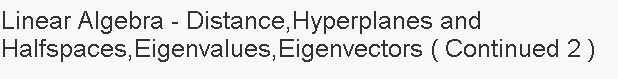 Linear Algebra - Distance,Hyperplanes and
Halfspaces,Eigenvalues,Eigenvectors ( Continued 2 )